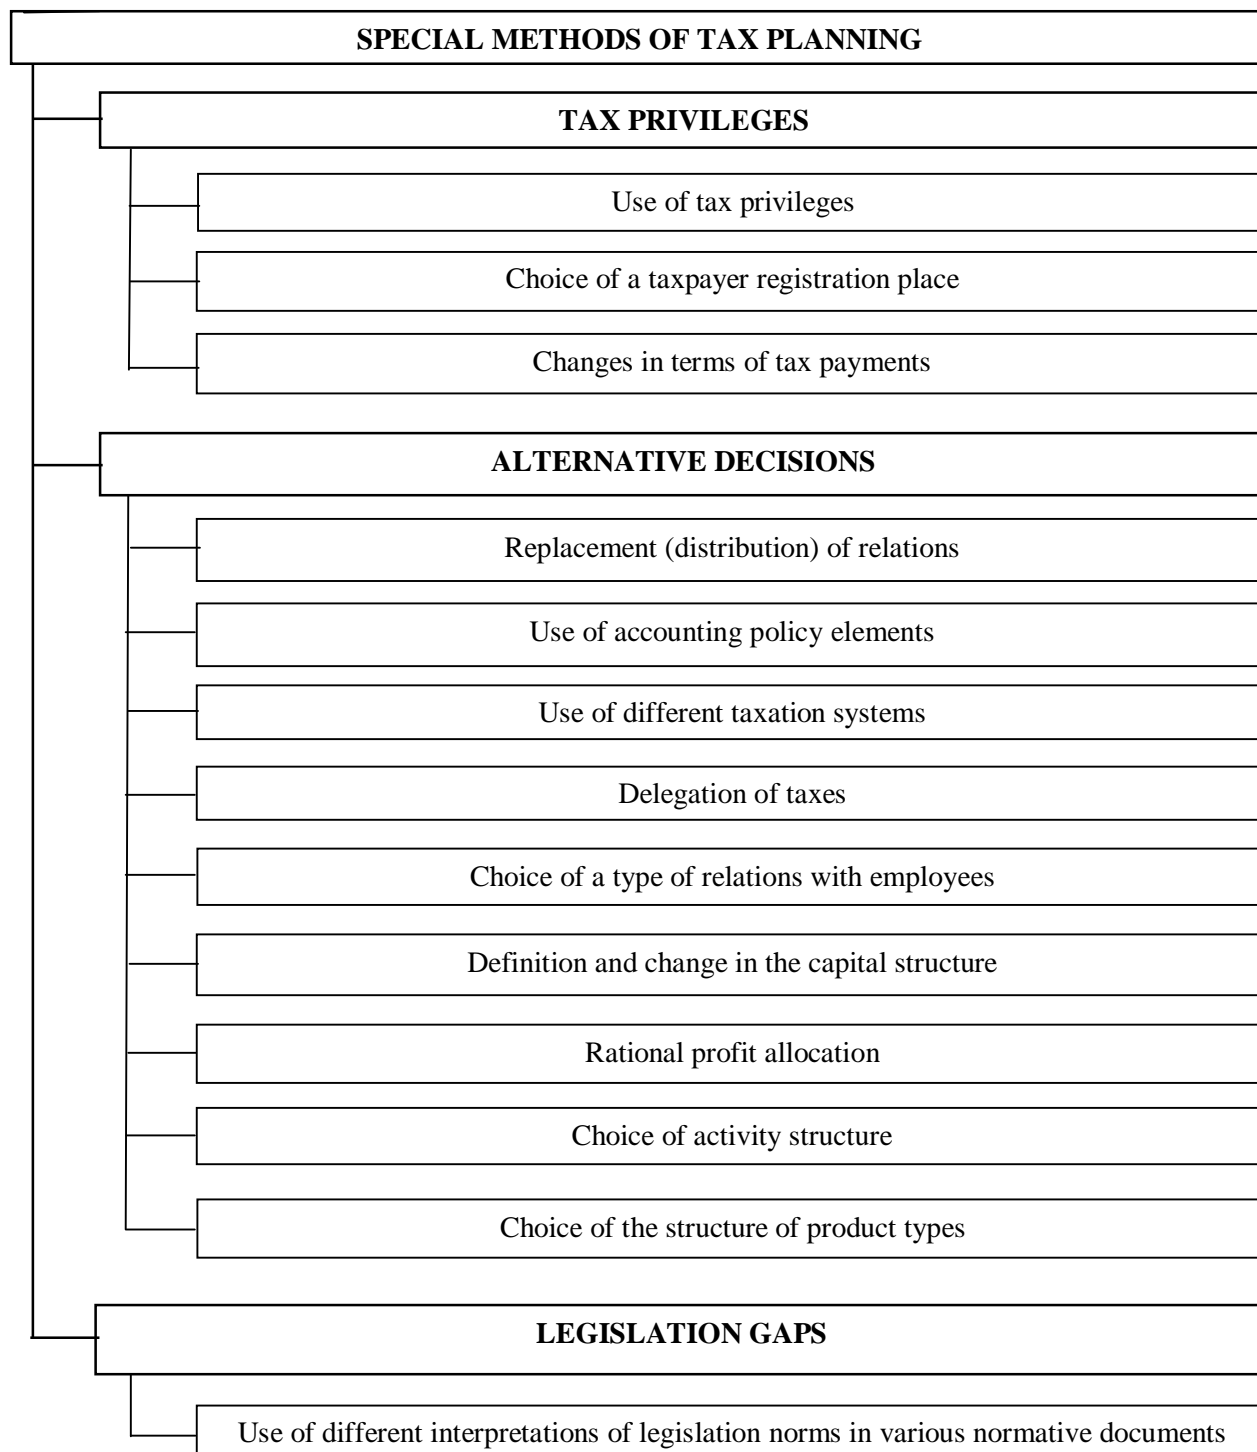 SPECIAL METHODS OF TAX PLANNING
TAX PRIVILEGES
Use of tax privileges
Choice of a taxpayer registration place
Changes in terms of tax payments
ALTERNATIVE DECISIONS
Replacement (distribution) of relations
Use of accounting policy elements
Use of different taxation systems
Delegation of taxes
Choice of a type of relations with employees
Definition and change in the capital structure
Rational profit allocation
Choice of activity structure
Choice of the structure of product types
LEGISLATION GAPS
Use of different interpretations of legislation norms in various normative documents